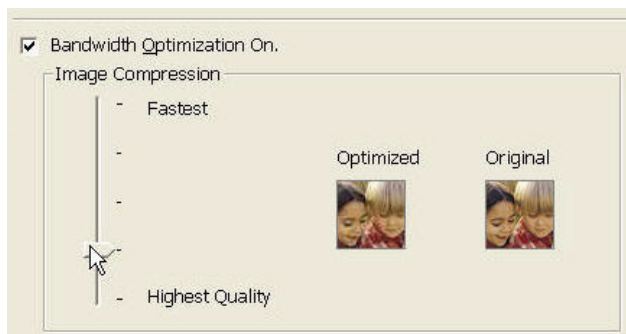 Bandwidth Optimization On.
Image Compression
Fastest
Optimized Original
Highest Quality